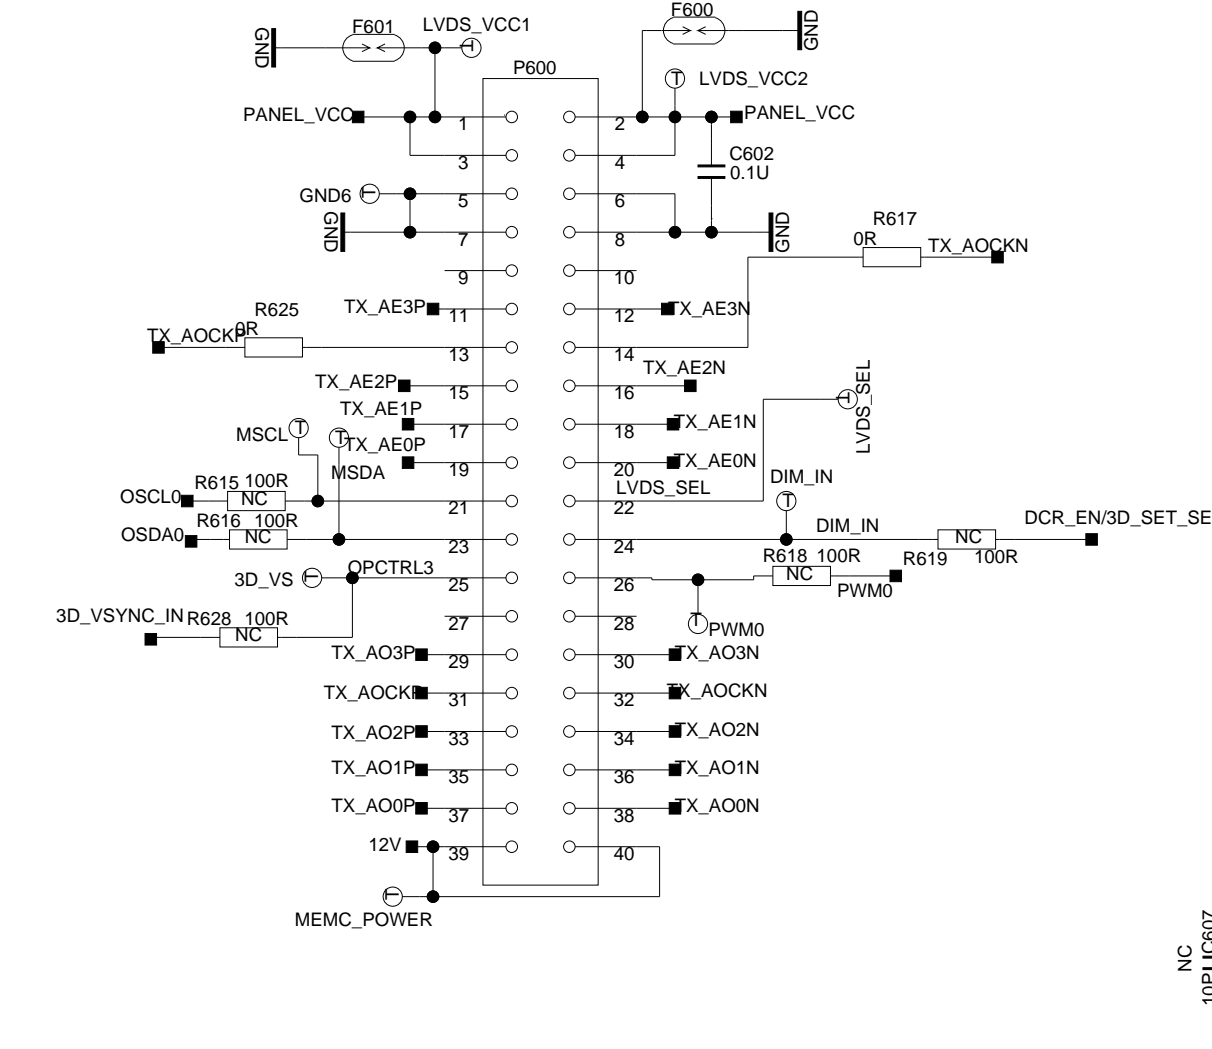 F600
F601
LVDS_VCC1
GND
GND
P600
LVDS_VCC2
PANEL_VCC
1
2
PANEL_VCC
3
4
C602
0.1U
GND6
5
6
GND
7
8
GND
R617
0R
TX_AOCKN
9
10
TX_AE3P
11
12
TX_AE3N
R625
0R
TX_AOCKP
13
14
TX_AE2N
TX_AE2P
15
16
LVDS_SEL
TX_AE1P
17
18
TX_AE1N
MSCL
TX_AE0P
MSDA
19
20
TX_AE0N
DIM_IN
R615 100R
LVDS_SEL
OSCL0
NC
21
22
R616 100R
DIM_IN
DCR_EN/3D_SET_SE
OSDA0
NC
23
24
NC
R619
100R
R618 100R
OPCTRL3
3D_VS
25
26
NC
PWM0
3D_VSYNC_IN
R628 100R
NC
27
28
PWM0
TX_AO3P
29
30
TX_AO3N
TX_AOCKP
31
32
TX_AOCKN
TX_AO2P
33
34
TX_AO2N
TX_AO1P
35
36
TX_AO1N
TX_AO0P
37
38
TX_AO0N
12V
39
40
MEMC_POWER
NC
C607